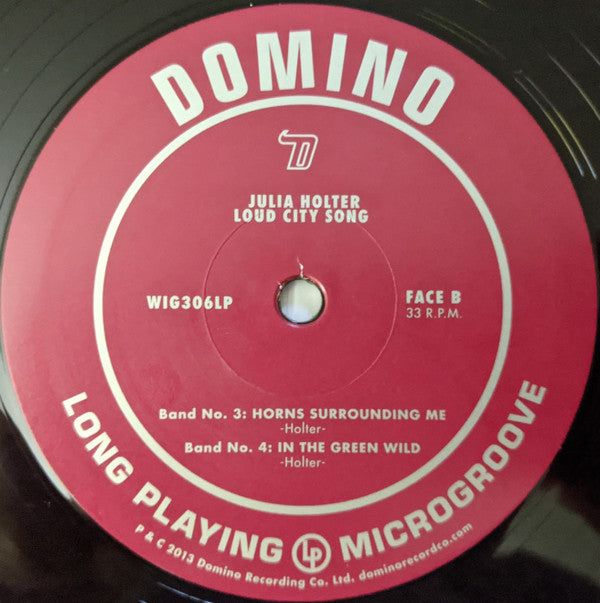 DOMINO
D
JULIA HOLTER
LOUD CITY SONG
WIG306LP
FACE B
33 R.P.M.
Band No. 3: HORNS SURROUNDING ME
-Holter-
Band No. 4: IN THE GREEN WILD
-Holter-
LONG PLAYING LP MICROGROOVE
P & C 2013 Domino Recording Co. Ltd. dominorecordco.com